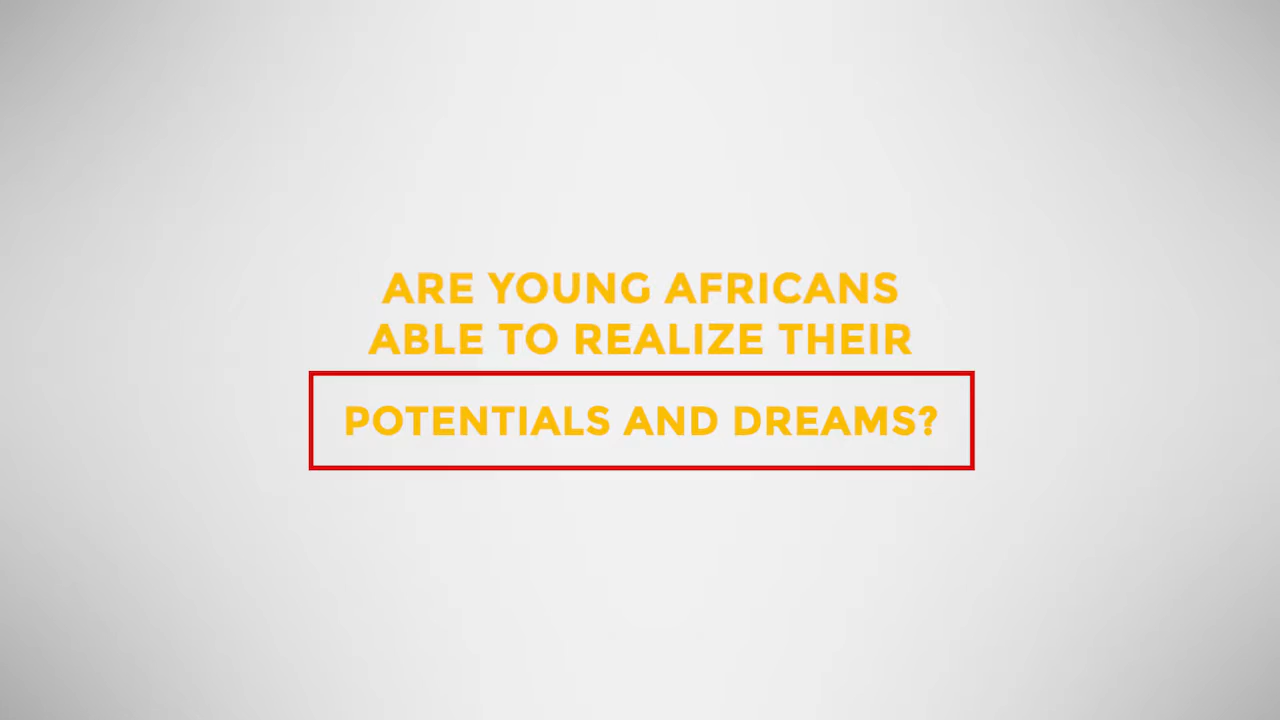 ARE YOUNG AFRICANS
ABLE TO REALIZE THEIR
POTENTIALS AND DREAMS?